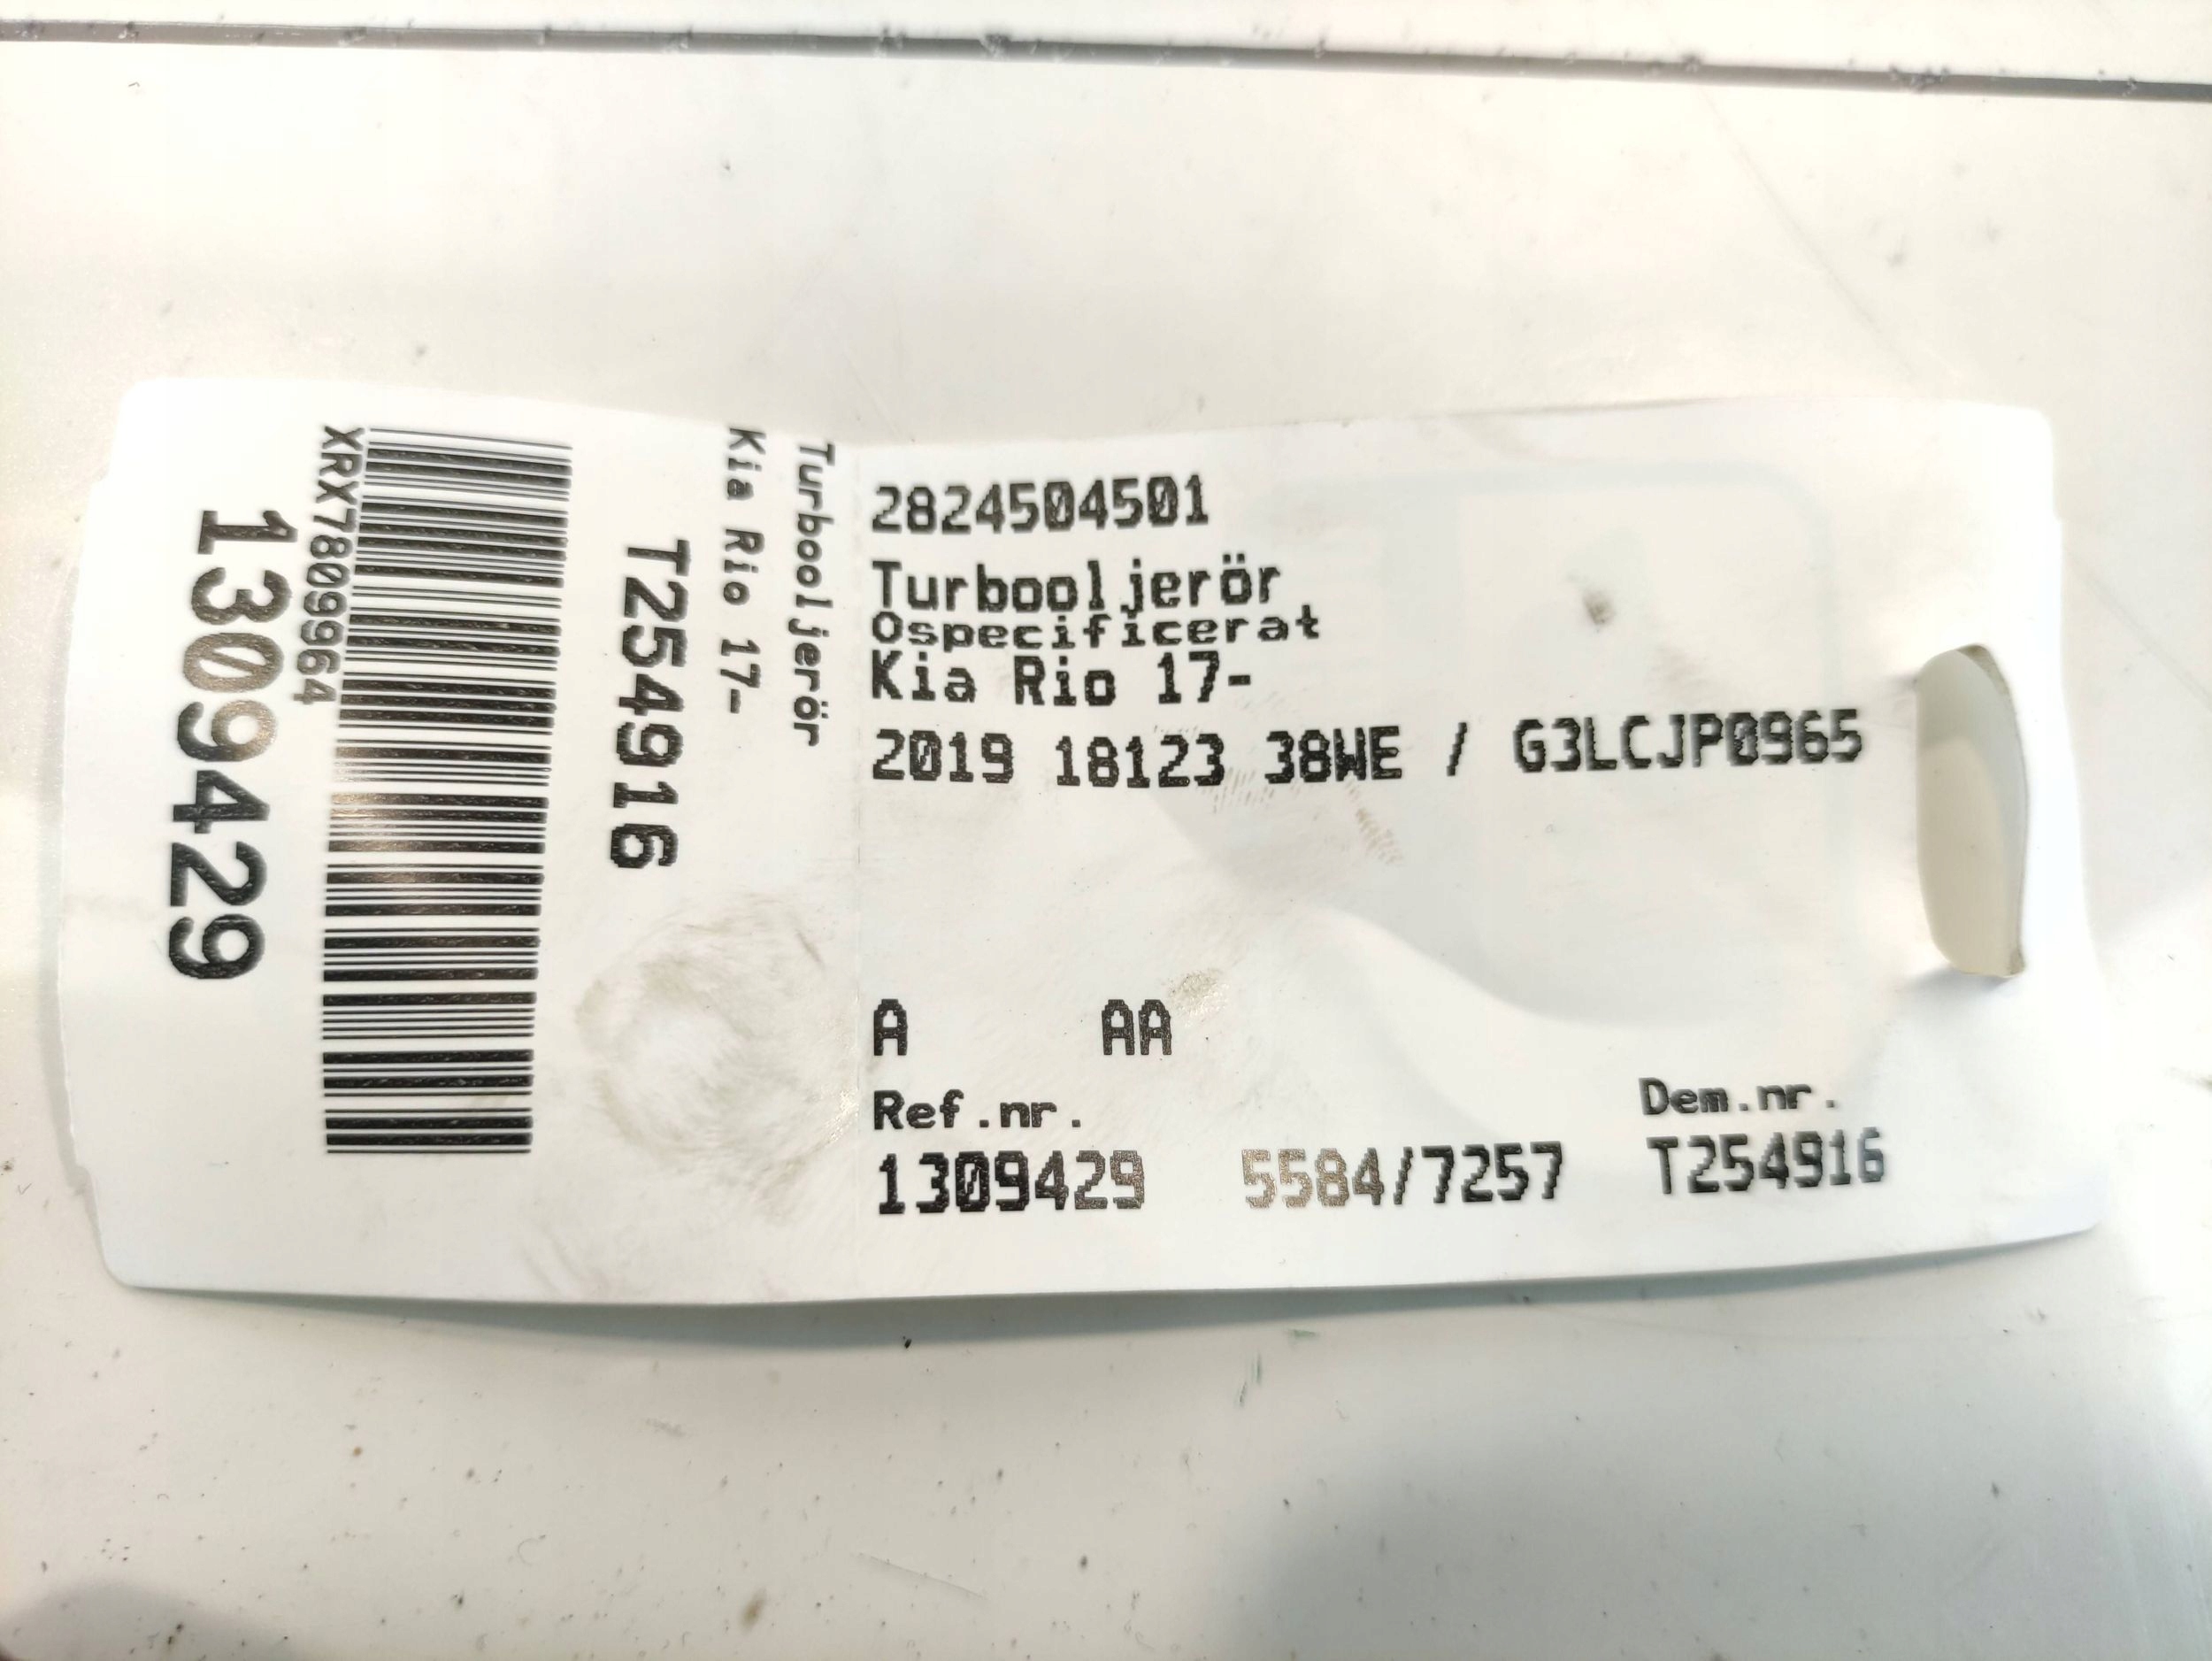 2824504501
Turbooljerör
Ospecificerat
Kia Rio 17-
2019 18123 38WE / G3LCJP0965
A AA
Ref.nr. Dem.nr.
1309429 5584/7257 T254916
Turbooljerör
Kia Rio 17-
T254916
XRX7809964
1309429